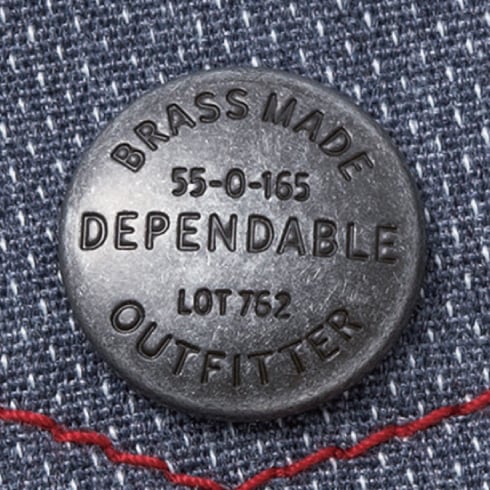 BRASS MADE
55-0-165
DEPENDABLE
LOT 762
OUTFITTER